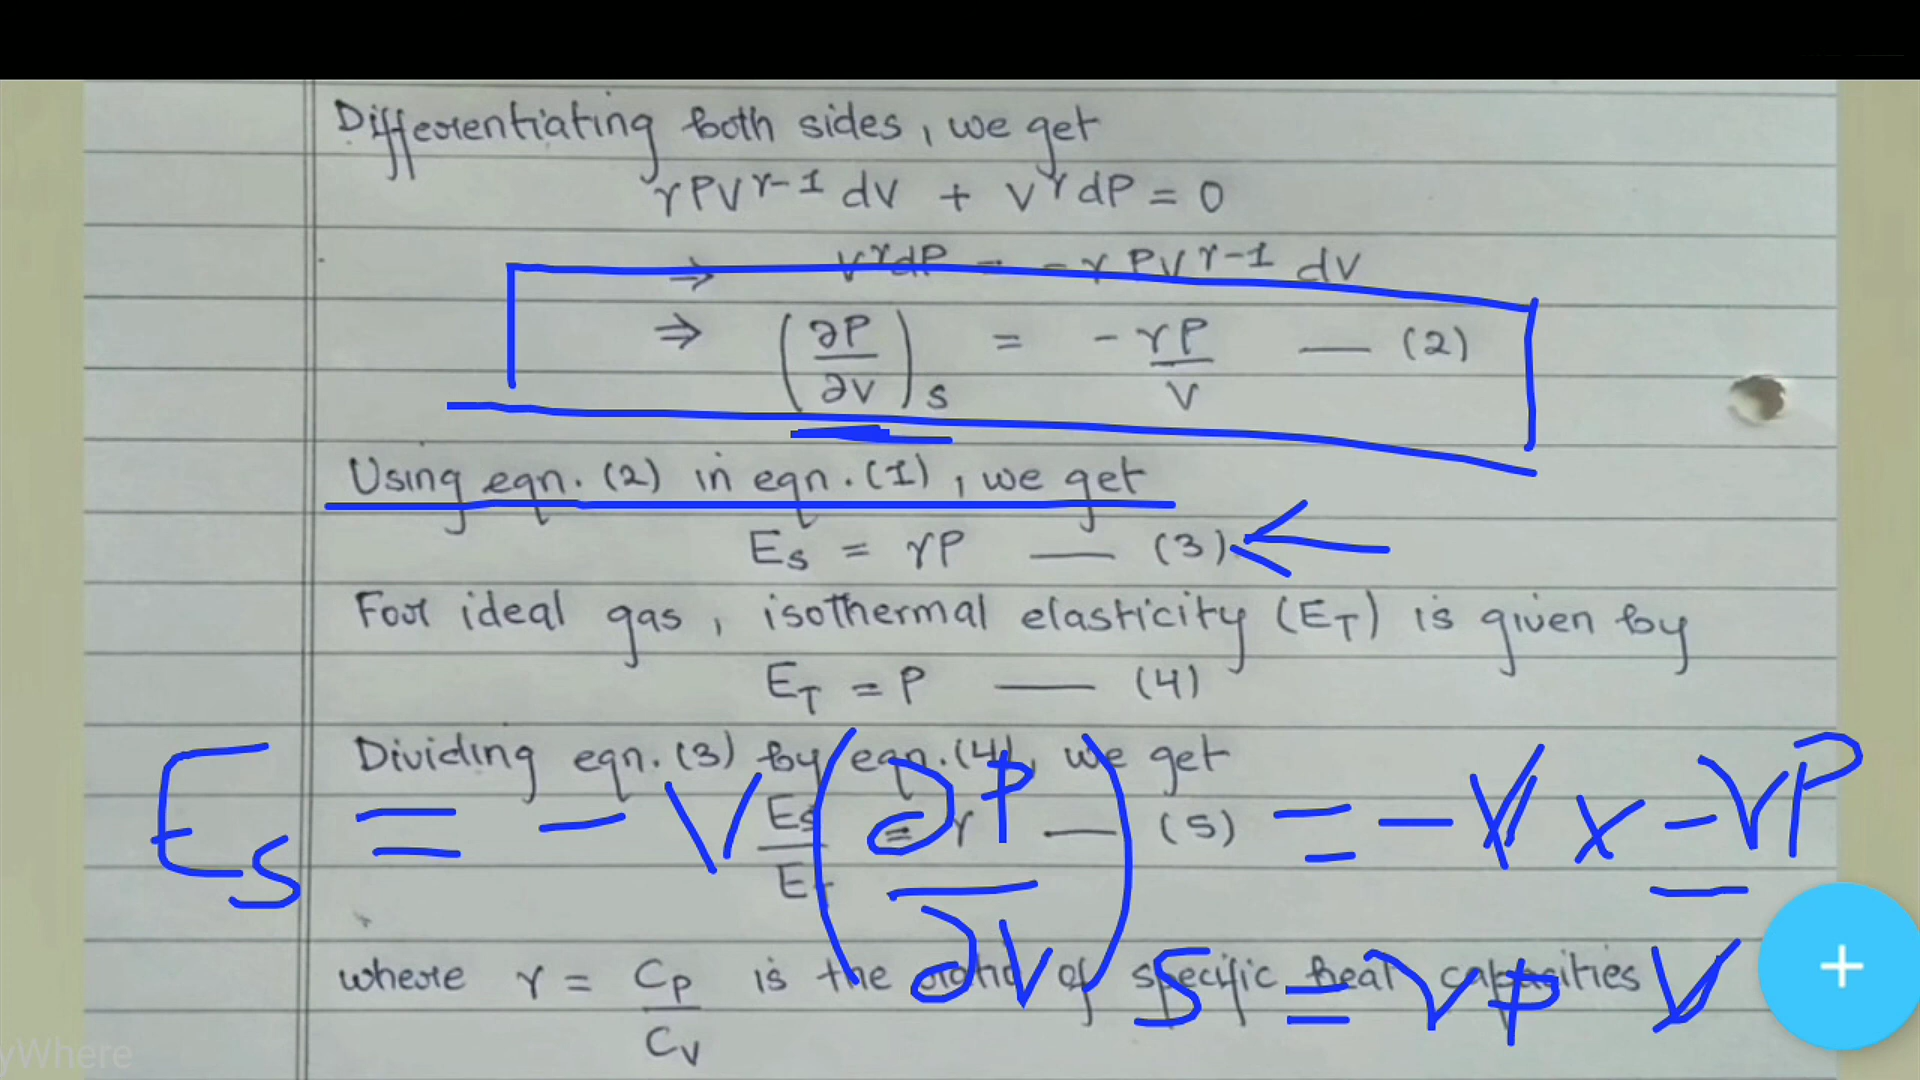 Differentiating both sides, we get
γPV^γ-1 dV + V^γ dP = 0
⇒ V^γ dP = -γPV^γ-1 dV
⇒ (∂P/∂V)_S = -γP/V — (2)
Using eqn. (2) in eqn. (1), we get
E_S = γP — (3)
For ideal gas, isothermal elasticity (E_T) is given by
E_T = P — (4)
Dividing eqn. (3) by eqn. (4), we get
E_S/E_T = γ — (5)
E_S = -V (∂P/∂V)_S = -V x -γP/V
= γP
where γ = C_P/C_V is the ratio of specific heat capacities
yWhere